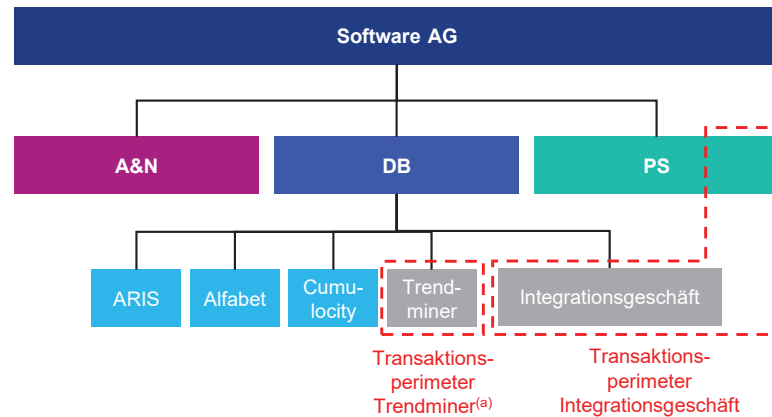 Software AG
A&N
DB
PS
ARIS
Alfabet
Cumu-
locity
Trend-
miner
Integrationsgeschäft
Transaktions-
perimeter
Trendminer(a)
Transaktions-
perimeter
Integrationsgeschäft